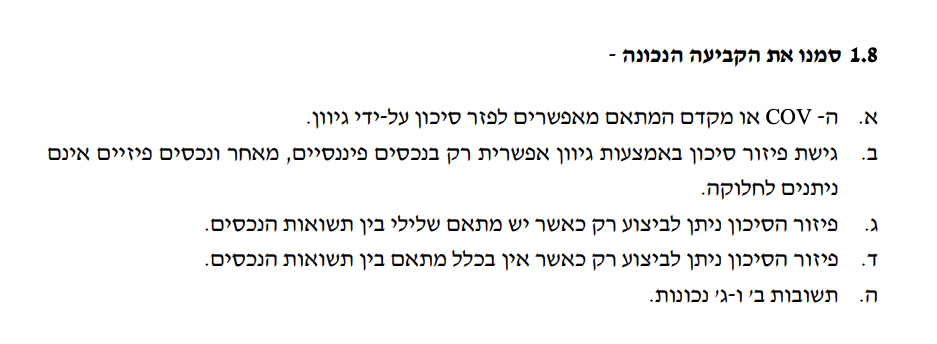 1.8 סמנו את הקביעה הנכונה -
א. ה- COV או מקדם המתאם מאפשרים לפזר סיכון על-ידי גיוון.
ב. גישת פיזור סיכון באמצעות גיוון אפשרית רק בנכסים פיננסיים, מאחר ונכסים פיזיים אינם
ניתנים לחלוקה.
ג. פיזור הסיכון ניתן לביצוע רק כאשר יש מתאם שלילי בין תשואות הנכסים.
ד. פיזור הסיכון ניתן לביצוע רק כאשר אין בכלל מתאם בין תשואות הנכסים.
ה. תשובות ב' ו-ג' נכונות.